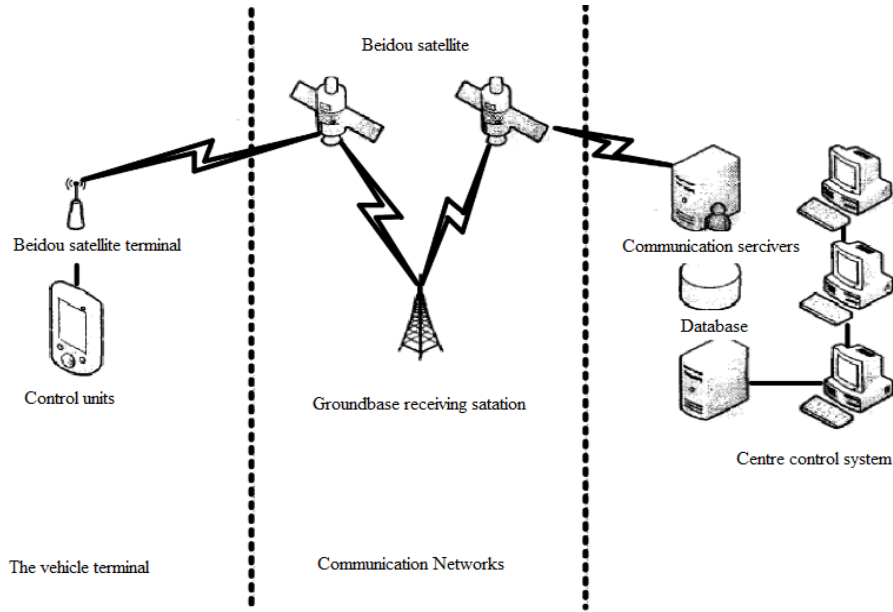 Beidou satellite
Beidou satellite terminal
Control units
Groundbase receiving satation
Communication sercivers
Database
Centre control system
The vehicle terminal
Communication Networks